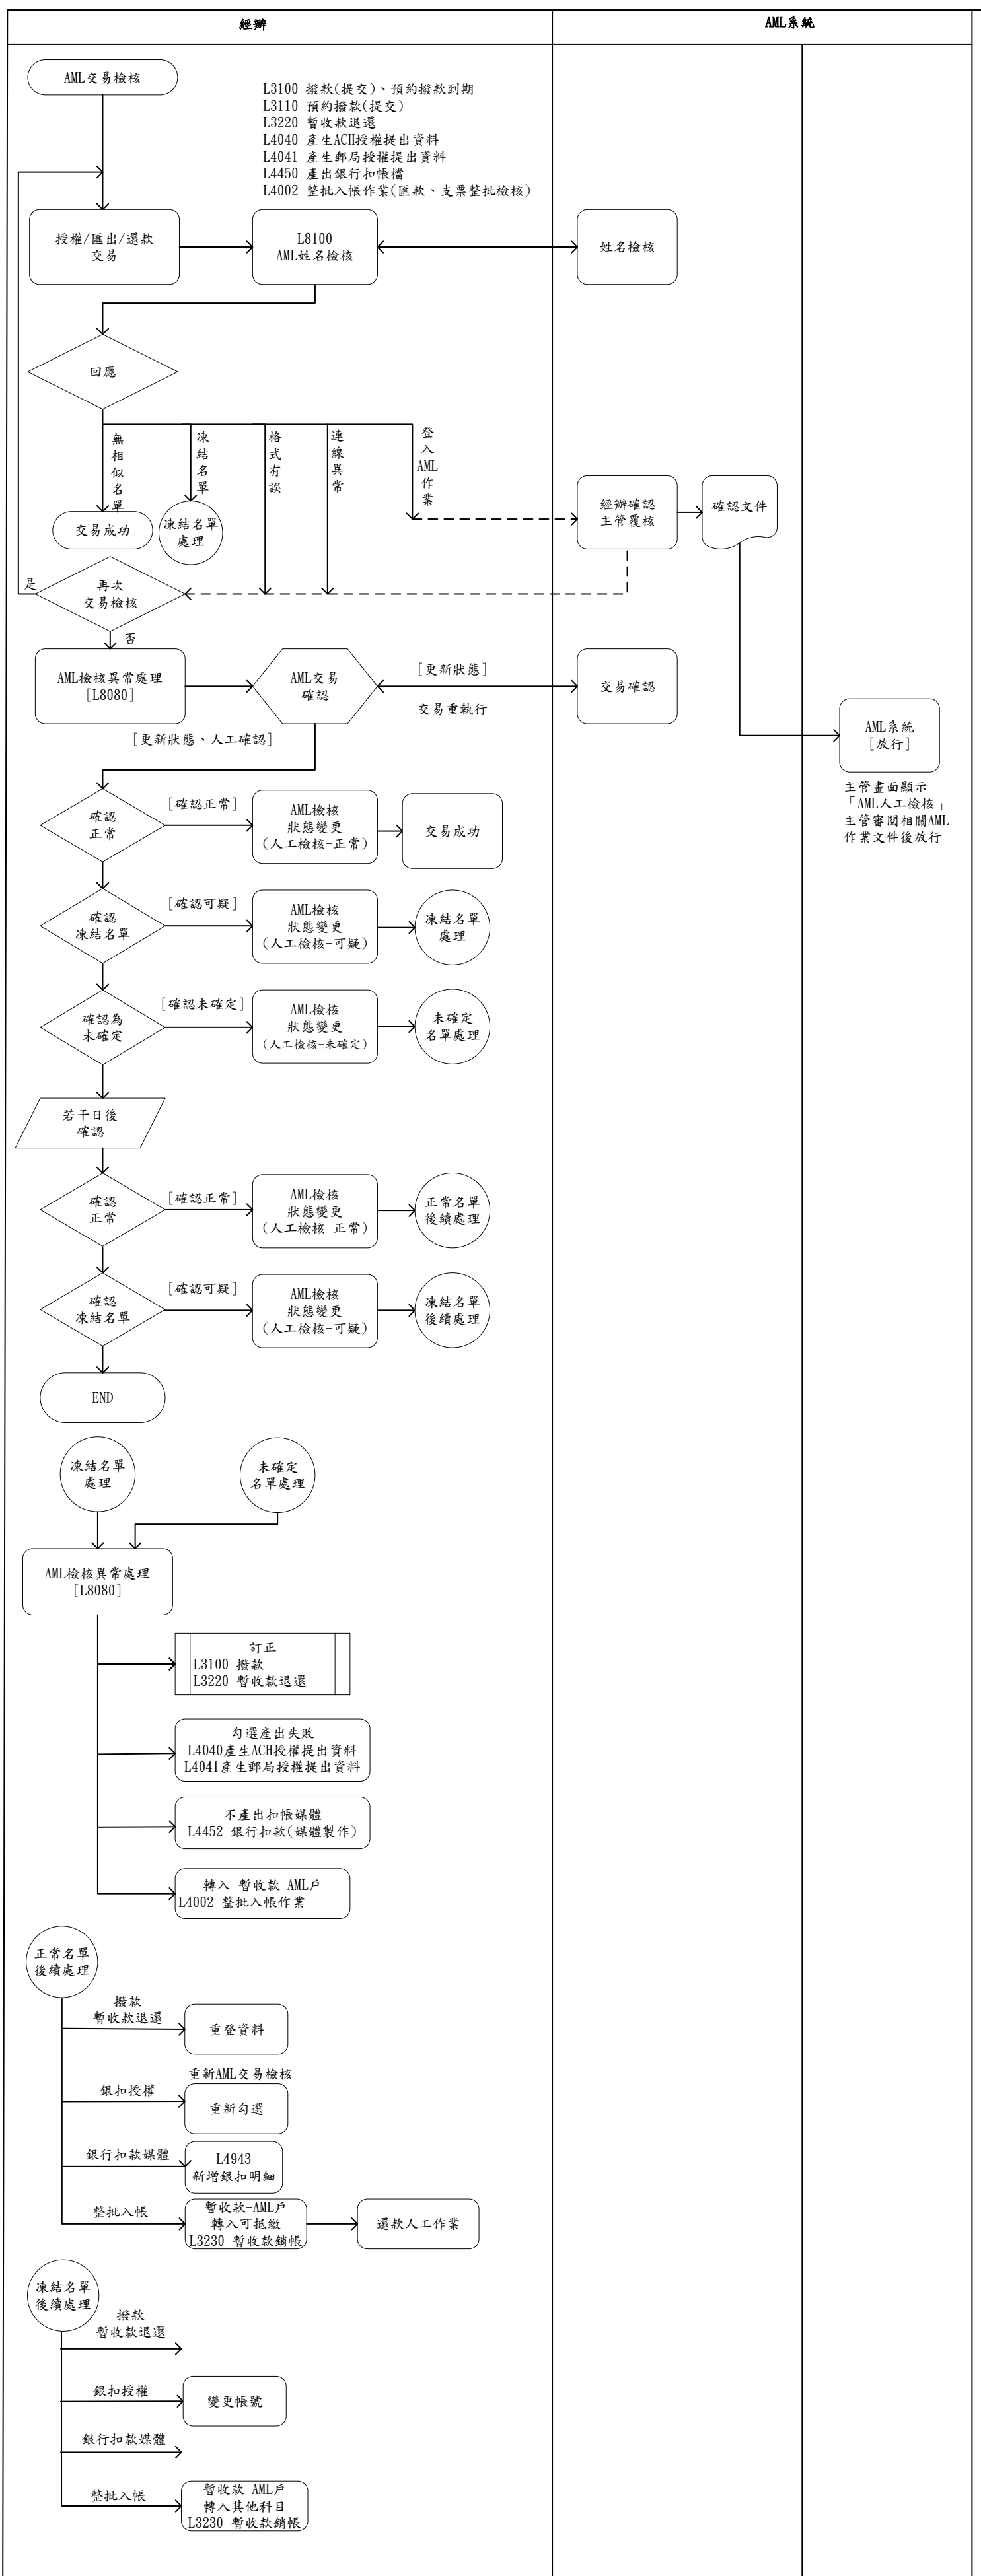 經辦
AML系統
AML交易檢核
L3100 撥款(提交)、預約撥款到期
L3110 預約撥款(提交)
L3220 暫收款退還
L4040 產生ACH授權提出資料
L4041 產生郵局授權提出資料
L4450 產出銀行扣帳檔
L4002 整批入帳作業(匯款、支票整批檢核)
授權/匯出/還款
交易
L8100
AML姓名檢核
姓名檢核
回應
無相似名單
凍結名單
格式有誤
連線異常
登入AML作業
交易成功
凍結名單
處理
經辦確認
主管覆核
確認文件
是
再次
交易檢核
否
AML檢核異常處理
[L8080]
AML交易
確認
[更新狀態]
交易重執行
交易確認
AML系統
[放行]
主管畫面顯示
「AML人工檢核」
主管審閱相關AML
作業文件後放行
[更新狀態、人工確認]
確認
正常
[確認正常]
AML檢核
狀態變更
(人工檢核-正常)
交易成功
確認
凍結名單
[確認可疑]
AML檢核
狀態變更
(人工檢核-可疑)
凍結名單
處理
確認為
未確定
[確認未確定]
AML檢核
狀態變更
(人工檢核-未確定)
未確定
名單處理
若干日後
確認
確認
正常
[確認正常]
AML檢核
狀態變更
(人工檢核-正常)
正常名單
後續處理
確認
凍結名單
[確認可疑]
AML檢核
狀態變更
(人工檢核-可疑)
凍結名單
後續處理
END
凍結名單
處理
未確定
名單處理
AML檢核異常處理
[L8080]
訂正
L3100 撥款
L3220 暫收款退還
勾選產出失敗
L4040產生ACH授權提出資料
L4041產生郵局授權提出資料
不產出扣帳媒體
L4452 銀行扣款(媒體製作)
轉入 暫收款-AML戶
L4002 整批入帳作業
正常名單
後續處理
撥款
暫收款退還
重登資料
重新AML交易檢核
銀扣授權
重新勾選
銀行扣款媒體
L4943
新增銀扣明細
整批入帳
暫收款-AML戶
轉入可抵繳
L3230 暫收款銷帳
還款人工作業
凍結名單
後續處理
撥款
暫收款退還
銀扣授權
變更帳號
銀行扣款媒體
整批入帳
暫收款-AML戶
轉入其他科目
L3230 暫收款銷帳